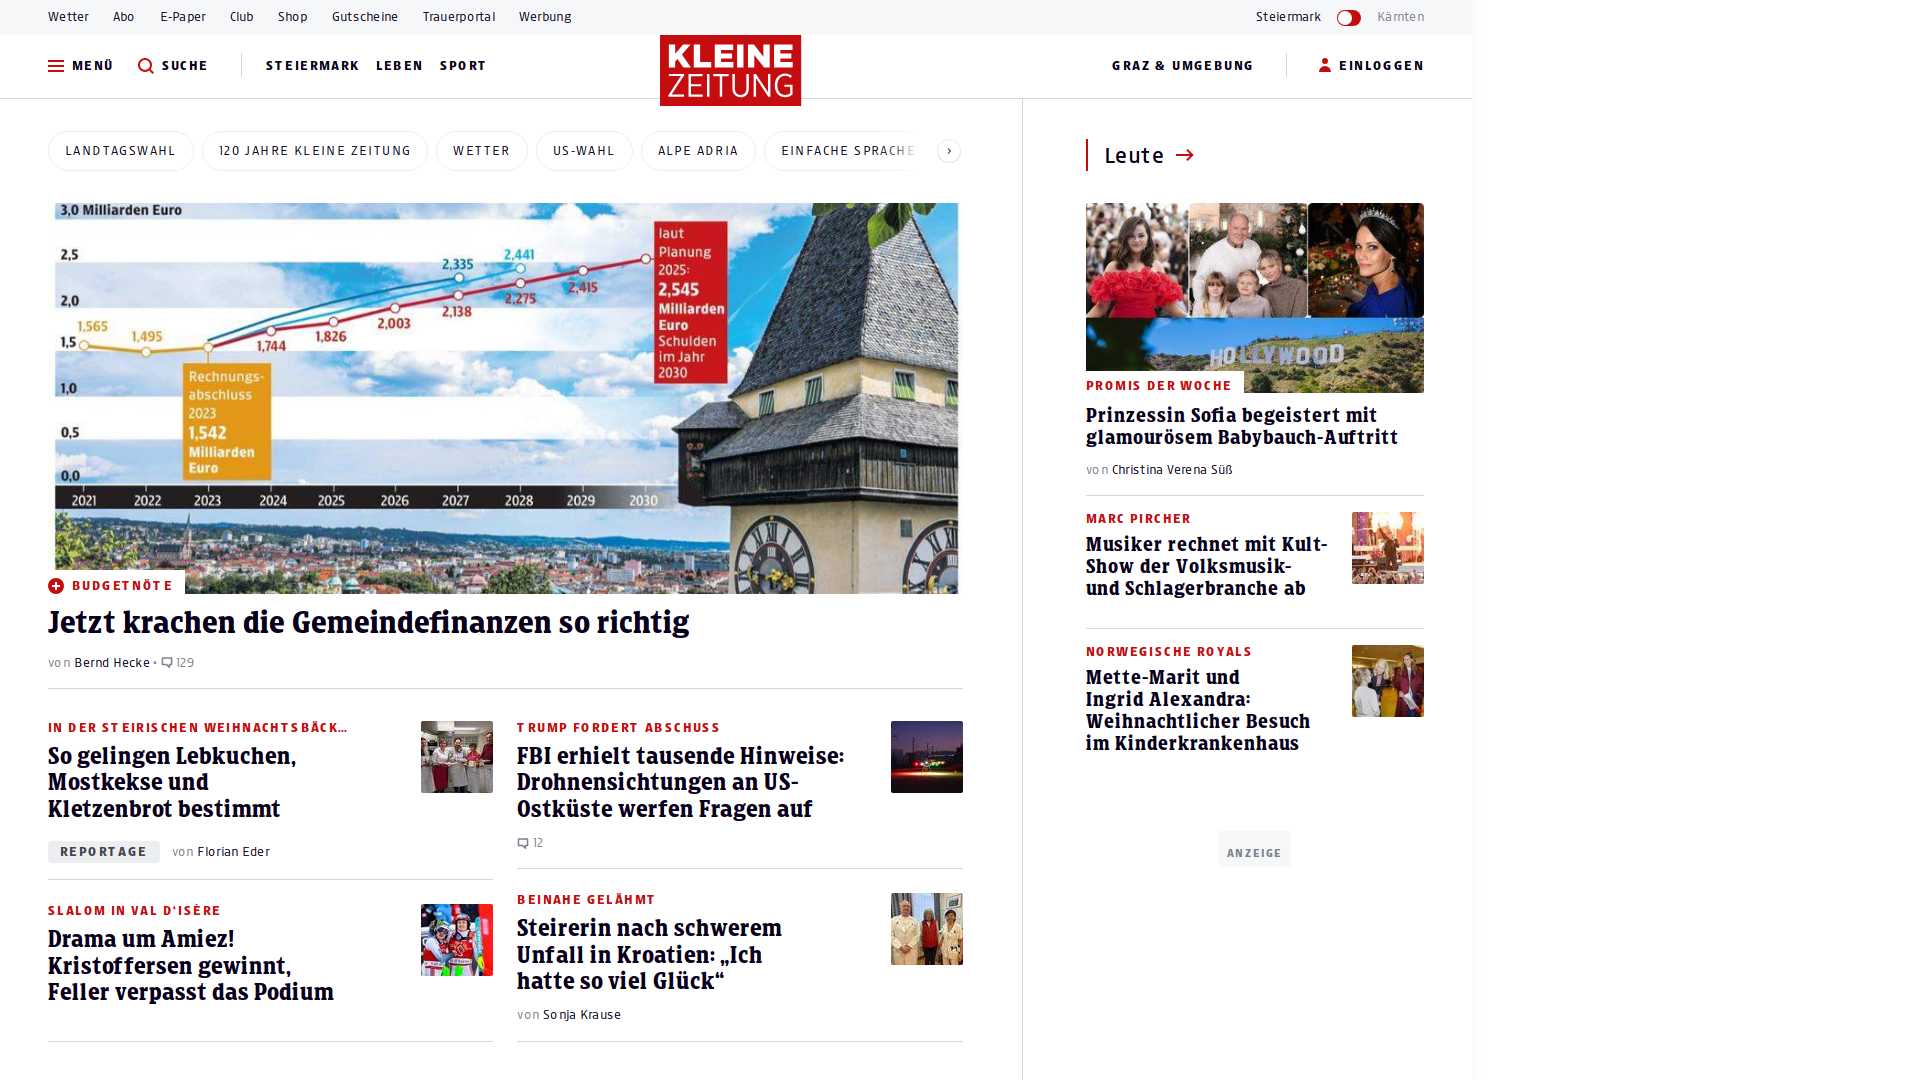 Wetter Abo E-Paper Club Shop Gutscheine Trauerportal Werbung Steiermark Kärnten
MENÜ SUCHE STEIERMARK LEBEN SPORT KLEINE ZEITUNG GRAZ & UMGEBUNG EINLOGGEN
LANDTAGSWAHL 120 JAHRE KLEINE ZEITUNG WETTER US-WAHL ALPE ADRIA EINFACHE SPRACHE
3,0 Milliarden Euro
2,5
2,0
1,5
1,0
0,5
0,0
1,565
1,495
1,744
1,826
2,003
2,138
2,275
2,415
2,335
2,441
Rechnungs-
abschluss
2023
1,542
Milliarden
Euro
laut
Planung
2025:
2,545
Milliarden
Euro
Schulden
im Jahr
2030
2021 2022 2023 2024 2025 2026 2027 2028 2029 2030
BUDGETNÖTE
Jetzt krachen die Gemeindefinanzen so richtig
von Bernd Hecke • 129
IN DER STEIRISCHEN WEIHNACHTSBÄCK...
So gelingen Lebkuchen,
Mostkekse und
Kletzenbrot bestimmt
REPORTAGE von Florian Eder
SLALOM IN VAL D'ISÈRE
Drama um Amiez!
Kristoffersen gewinnt,
Feller verpasst das Podium
TRUMP FORDERT ABSCHUSS
FBI erhielt tausende Hinweise:
Drohnensichtungen an US-
Ostküste werfen Fragen auf
12
BEINAHE GELÄHMT
Steirerin nach schwerem
Unfall in Kroatien: „Ich
hatte so viel Glück“
von Sonja Krause
Leute
HOLLYWOOD
PROMIS DER WOCHE
Prinzessin Sofia begeistert mit
glamourösem Babybauch-Auftritt
von Christina Verena Süß
MARC PIRCHER
Musiker rechnet mit Kult-
Show der Volksmusik-
und Schlagerbranche ab
NORWEGISCHE ROYALS
Mette-Marit und
Ingrid Alexandra:
Weihnachtlicher Besuch
im Kinderkrankenhaus
ANZEIGE